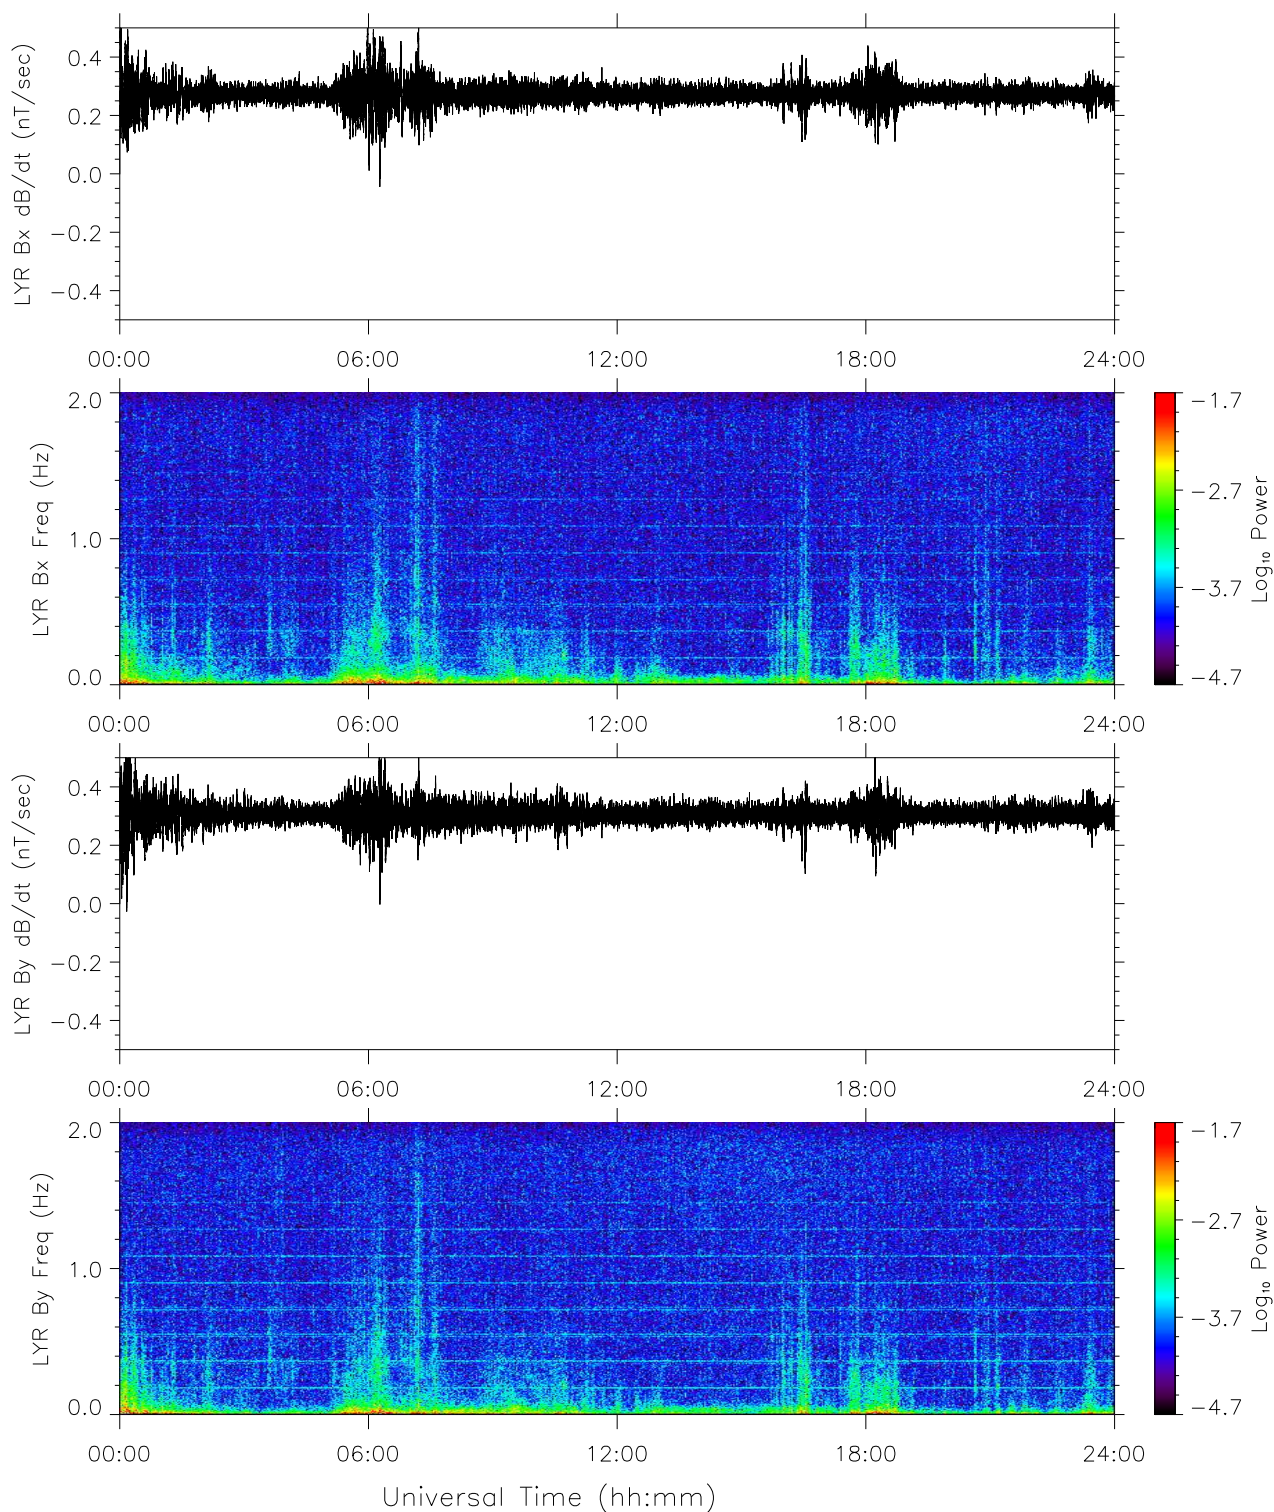 LYR Bx dB/dt (nT/sec)
0.4
0.2
0.0
−0.2
−0.4
00:00 06:00 12:00 18:00 24:00
LYR Bx Freq (Hz)
2.0
1.0
0.0
−1.7
−2.7
−3.7
−4.7
Log₁₀ Power
00:00 06:00 12:00 18:00 24:00
LYR By dB/dt (nT/sec)
0.4
0.2
0.0
−0.2
−0.4
00:00 06:00 12:00 18:00 24:00
LYR By Freq (Hz)
2.0
1.0
0.0
−1.7
−2.7
−3.7
−4.7
Log₁₀ Power
00:00 06:00 12:00 18:00 24:00
Universal Time (hh:mm)